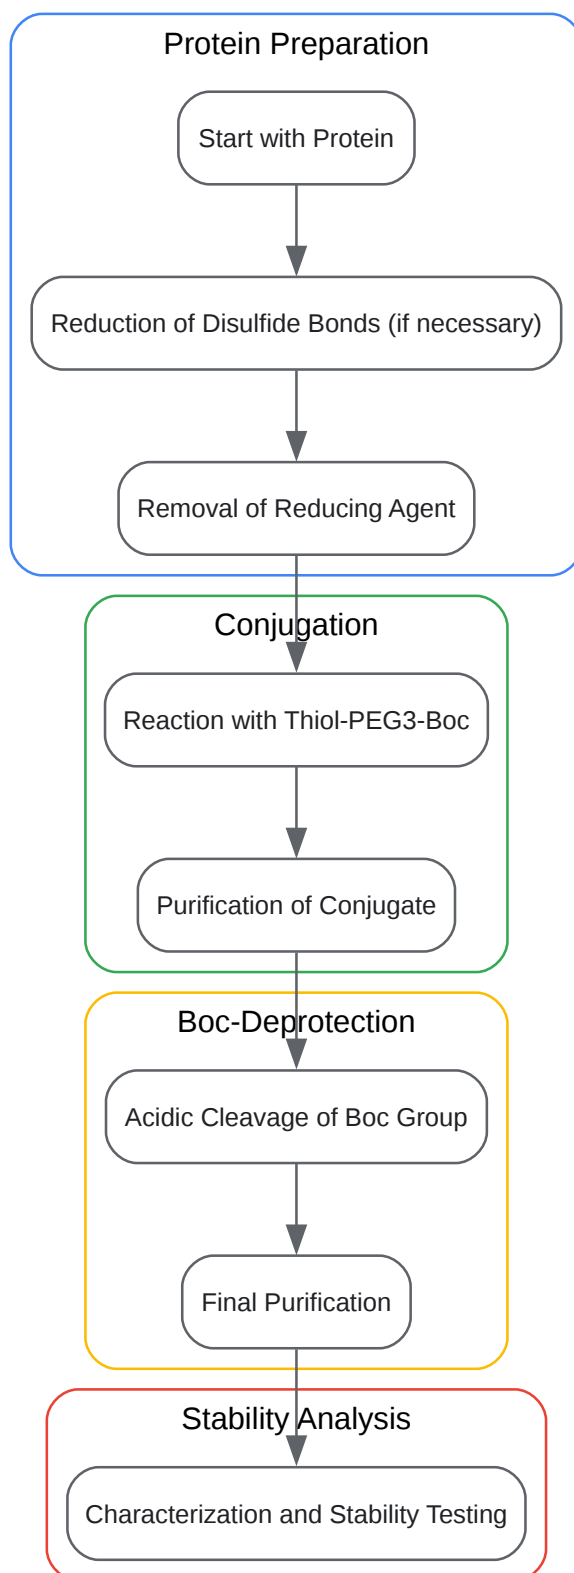 Protein Preparation
Start with Protein
Reduction of Disulfide Bonds (if necessary)
Removal of Reducing Agent
Conjugation
Reaction with Thiol-PEG3-Boc
Purification of Conjugate
Boc-Deprotection
Acidic Cleavage of Boc Group
Final Purification
Stability Analysis
Characterization and Stability Testing